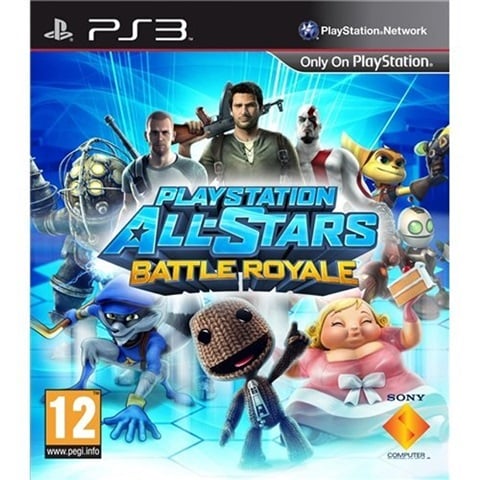 PS3
PlayStation®Network
Only On PlayStation®
PLAYSTATION
ALL-STARS
BATTLE ROYALE
12
www.pegi.info
SONY
COMPUTER